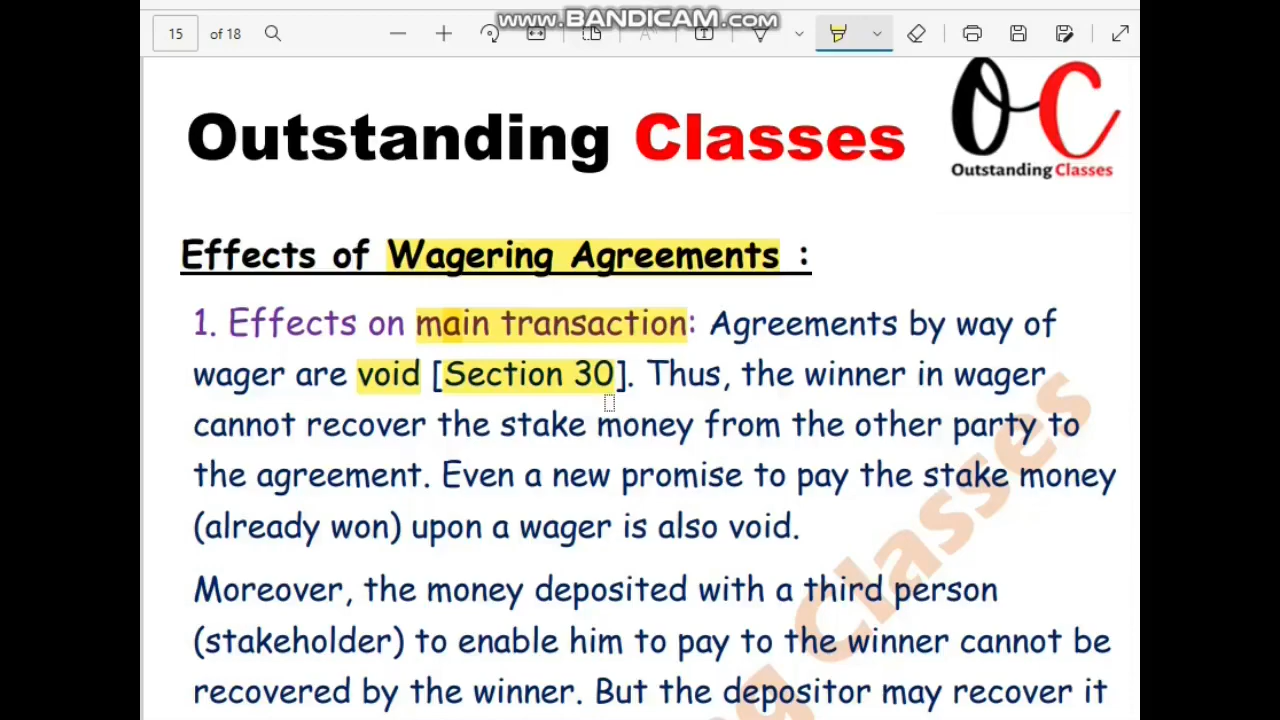 www.BANDICAM.com
15 of 18
Outstanding Classes
OC
Outstanding Classes
Effects of Wagering Agreements :
1. Effects on main transaction: Agreements by way of
wager are void [Section 30]. Thus, the winner in wager
cannot recover the stake money from the other party to
the agreement. Even a new promise to pay the stake money
(already won) upon a wager is also void.
Moreover, the money deposited with a third person
(stakeholder) to enable him to pay to the winner cannot be
recovered by the winner. But the depositor may recover it
g Classes